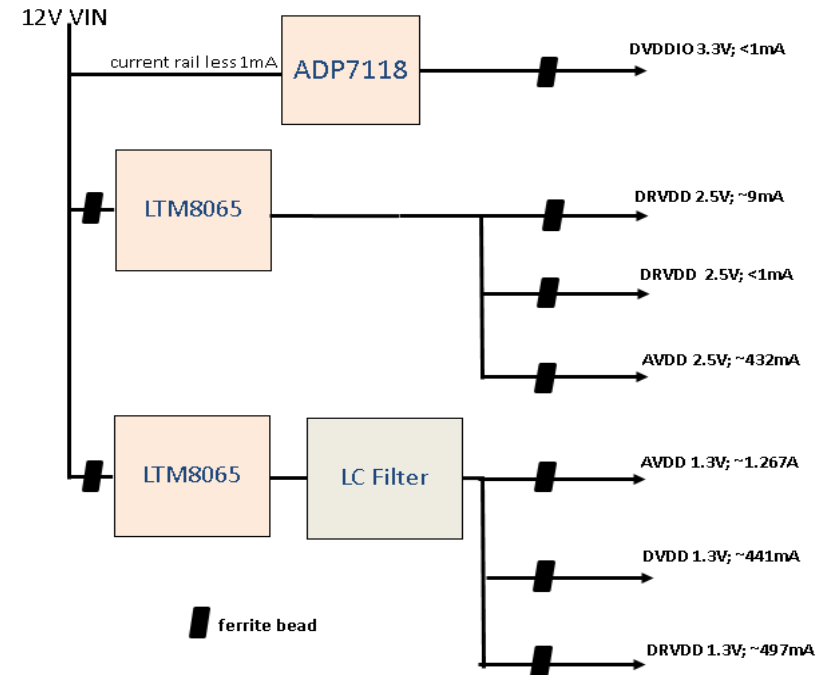 12V VIN
current rail less 1mA
ADP7118
DVDDIO 3.3V; <1mA
LTM8065
DRVDD 2.5V; ~9mA
DRVDD 2.5V; <1mA
AVDD 2.5V; ~432mA
LTM8065
LC Filter
AVDD 1.3V; ~1.267A
DVDD 1.3V; ~441mA
DRVDD 1.3V; ~497mA
ferrite bead